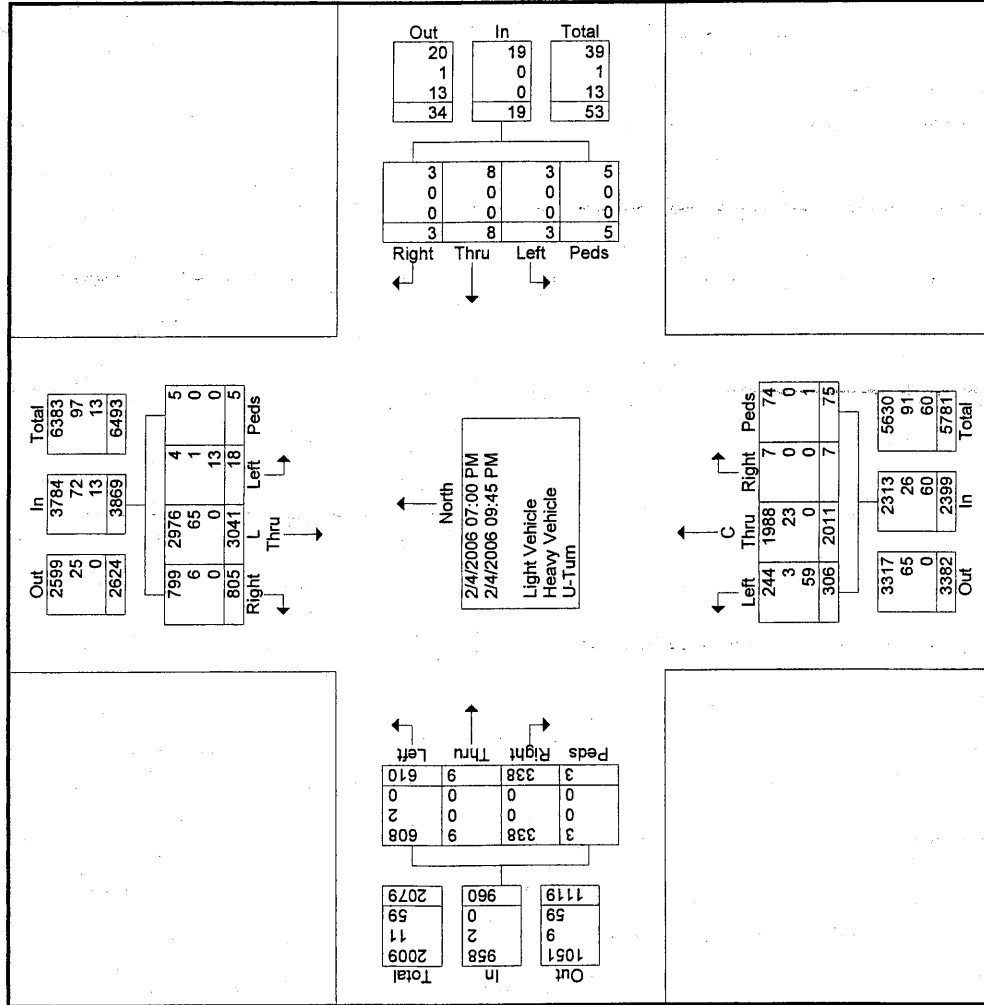 Out In Total
20 19 39
1 0 1
13 0 13
34 19 53
3 8 3 5
0 0 0 0
0 0 0 0
3 8 3 5
Right Thru Left Peds
Out In Total
2599 3784 6383
25 72 97
0 13 13
2624 3869 6493
799 2976 4 5
6 65 1 0
0 0 13 0
805 3041 18 5
Right L Thru Left Peds
North
2/4/2006 07:00 PM
2/4/2006 09:45 PM
Light Vehicle
Heavy Vehicle
U-Turn
C
Left Thru Right Peds
244 1988 7 74
3 23 0 0
59 0 0 1
306 2011 7 75
3317 2313 5630
65 26 91
0 60 60
3382 2399 5781
Out In Total
Left Thru Right Peds
610 9 338 3
0 0 0 0
2 0 0 0
608 9 338 3
2079 960 1119
59 0 59
11 2 9
2009 958 1051
Total In Out